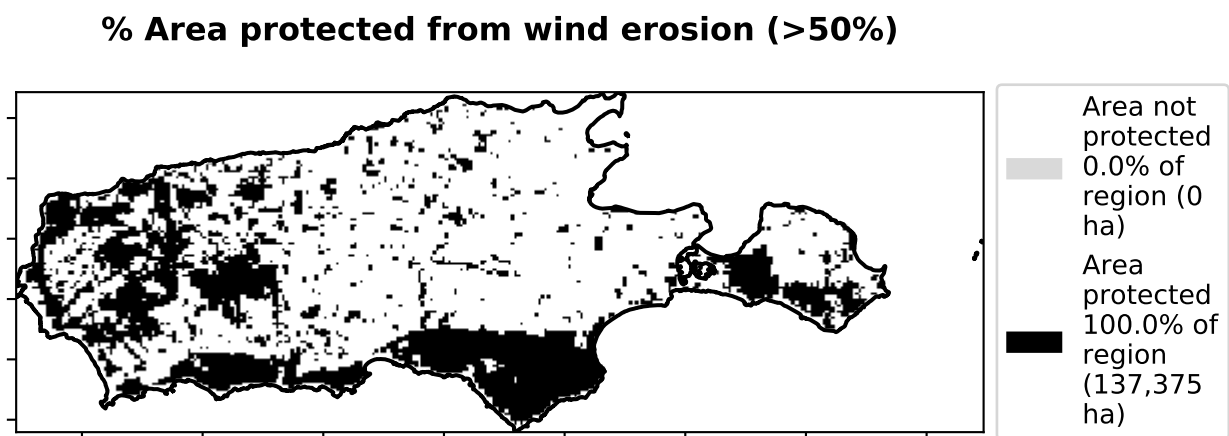 % Area protected from wind erosion (>50%)
Area not
protected
0.0% of
region (0
ha)
Area
protected
100.0% of
region
(137,375
ha)